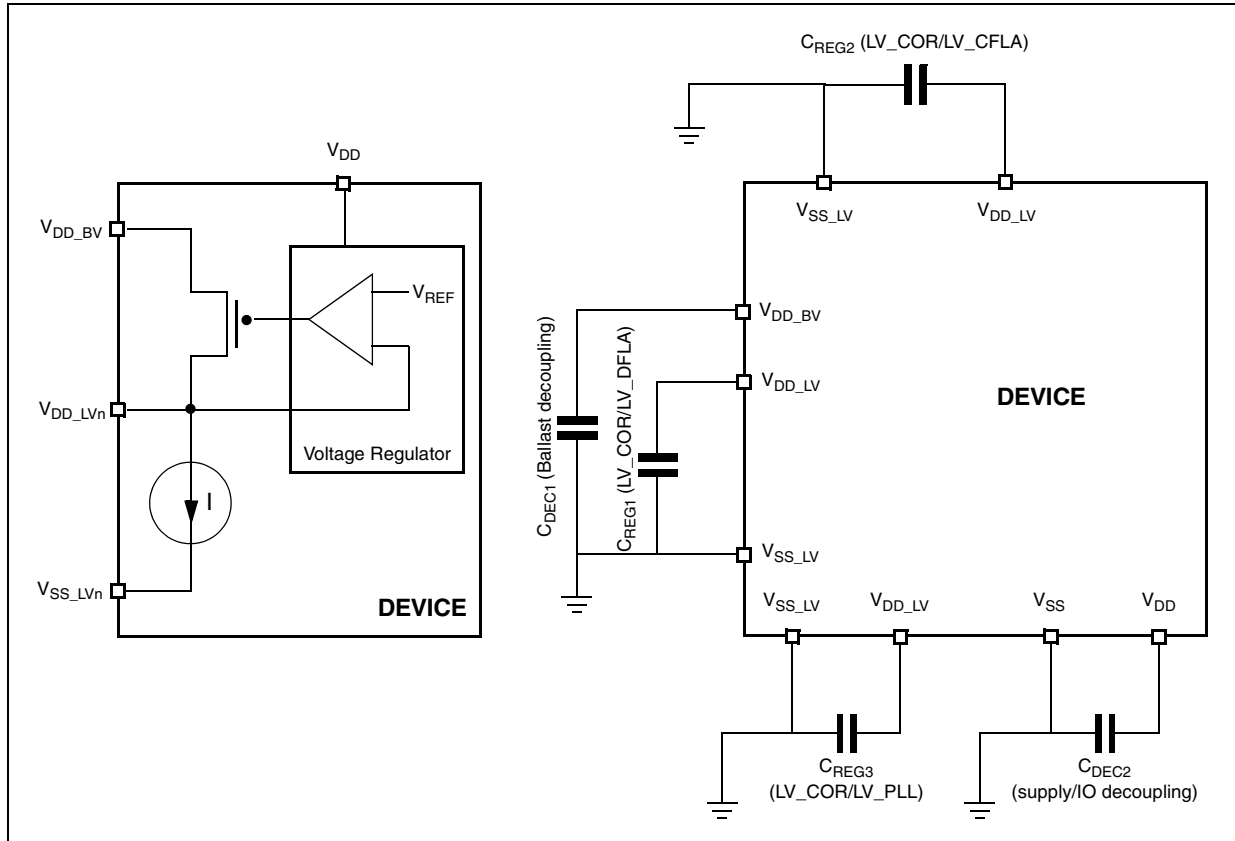 V_DD
V_DD_BV
V_REF
V_DD_LVn
Voltage Regulator
I
V_SS_LVn
DEVICE
C_REG2 (LV_COR/LV_CFLA)
V_SS_LV
V_DD_LV
V_DD_BV
V_DD_LV
DEVICE
C_DEC1 (Ballast decoupling)
C_REG1 (LV_COR/LV_DFLA)
V_SS_LV
V_SS_LV
V_DD_LV
V_SS
V_DD
C_REG3
(LV_COR/LV_PLL)
C_DEC2
(supply/IO decoupling)